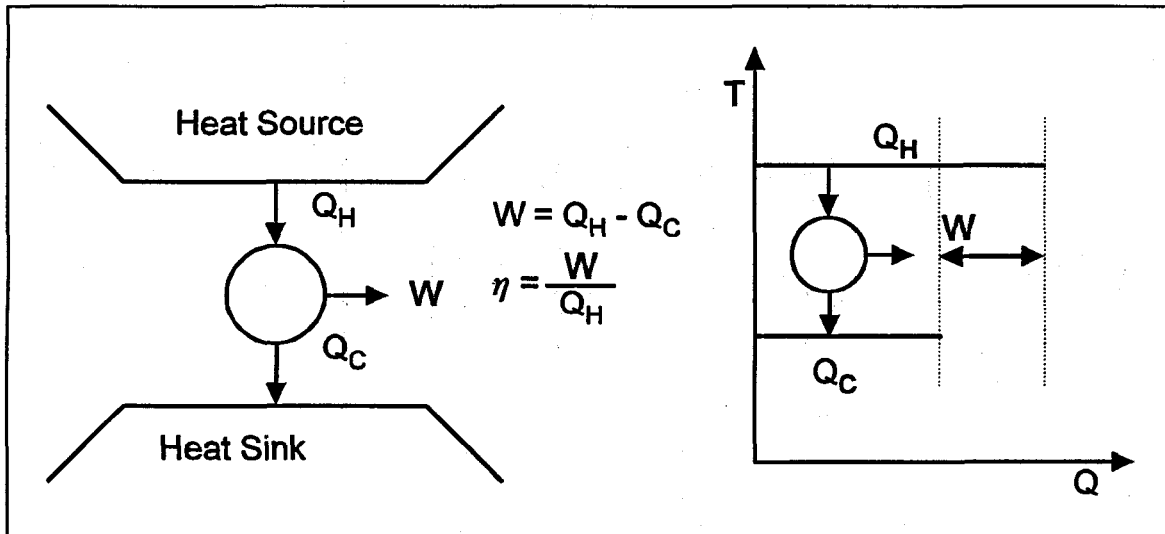 Heat Source
Q_H
W = Q_H - Q_C
η = W / Q_H
W
Q_C
Heat Sink
T
Q_H
W
Q_C
Q